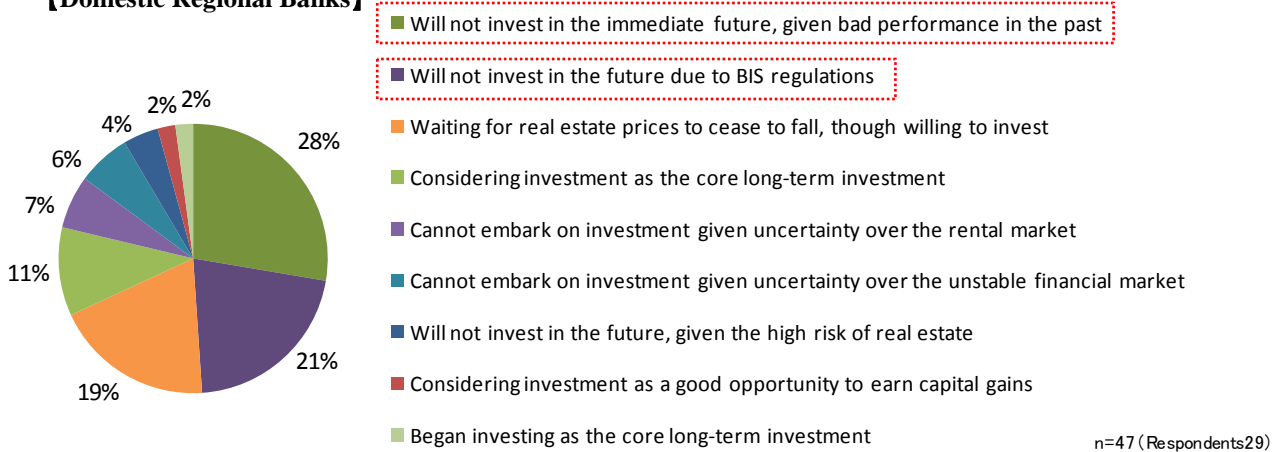 【Domestic Regional Banks】
Will not invest in the immediate future, given bad performance in the past
Will not invest in the future due to BIS regulations
Waiting for real estate prices to cease to fall, though willing to invest
Considering investment as the core long-term investment
Cannot embark on investment given uncertainty over the rental market
Cannot embark on investment given uncertainty over the unstable financial market
Will not invest in the future, given the high risk of real estate
Considering investment as a good opportunity to earn capital gains
Began investing as the core long-term investment
28%
21%
19%
11%
7%
6%
4%
2%
2%
n=47(Respondents29)